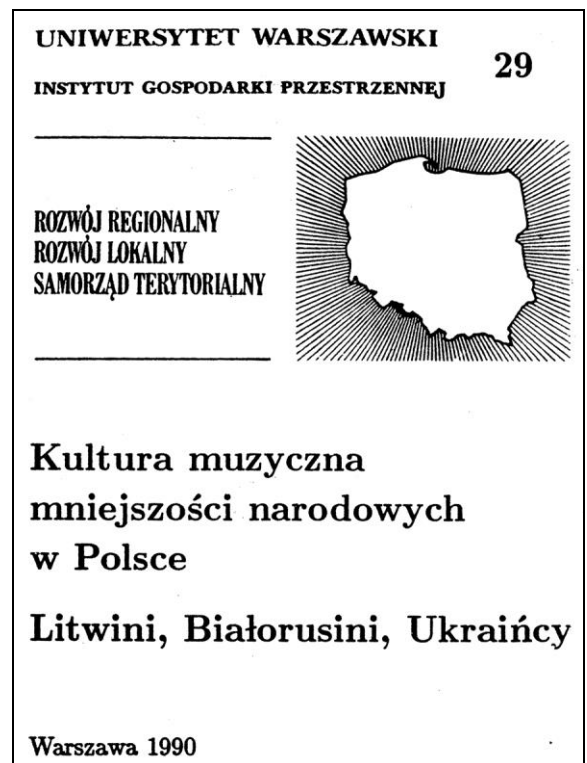 UNIWERSYTET WARSZAWSKI
29
INSTYTUT GOSPODARKI PRZESTRZENNEJ
ROZWÓJ REGIONALNY
ROZWÓJ LOKALNY
SAMORZĄD TERYTORIALNY
Kultura muzyczna
mniejszości narodowych
w Polsce
Litwini, Białorusini, Ukraińcy
Warszawa 1990